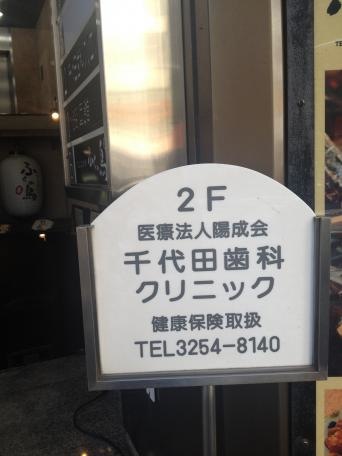 2F
医療法人陽成会
千代田歯科
クリニック
健康保険取扱
TEL3254-8140